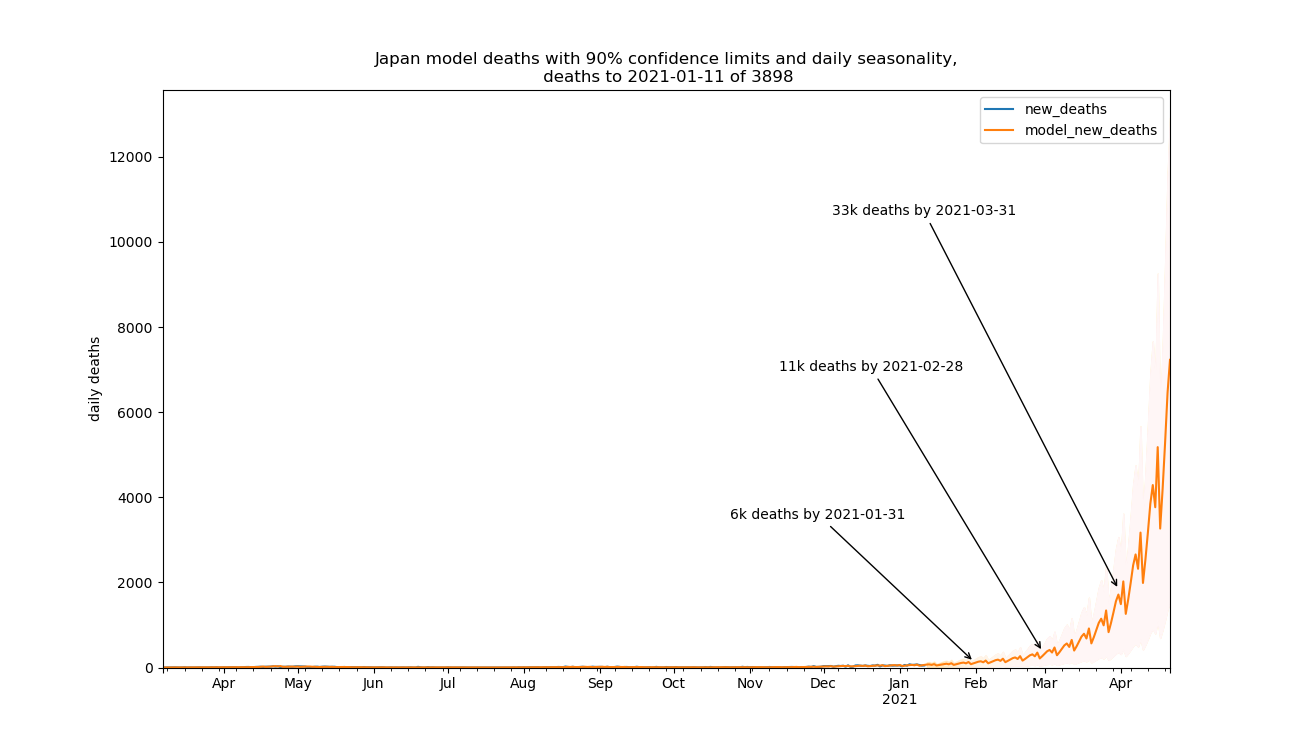 Japan model deaths with 90% confidence limits and daily seasonality,
deaths to 2021-01-11 of 3898
new_deaths
model_new_deaths
12000
10000
8000
6000
4000
2000
0
daily deaths
33k deaths by 2021-03-31
11k deaths by 2021-02-28
6k deaths by 2021-01-31
Apr May Jun Jul Aug Sep Oct Nov Dec Jan Feb Mar Apr
2021